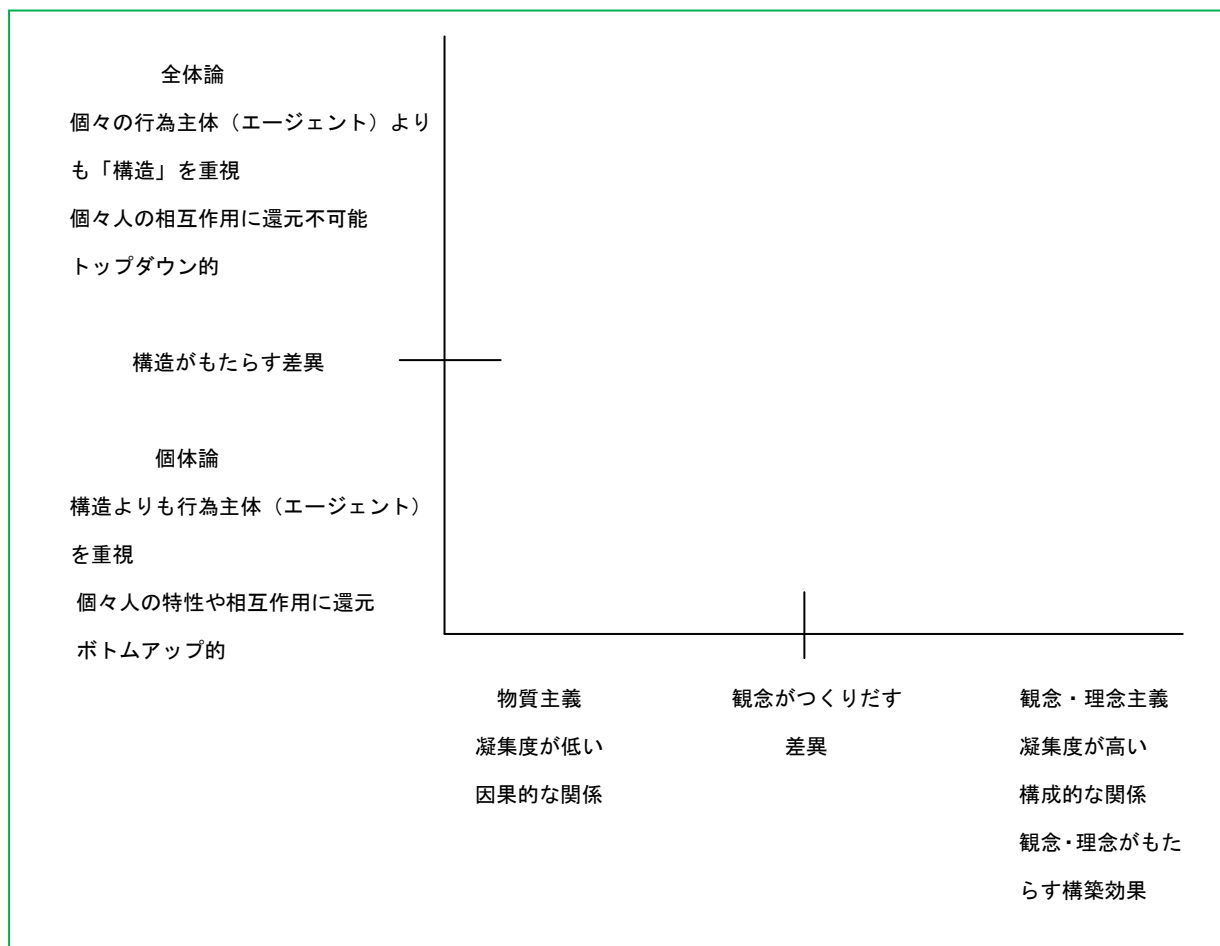 全体論
個々の行為主体（エージェント）より
も「構造」を重視
個々人の相互作用に還元不可能
トップダウン的
構造がもたらす差異
個体論
構造よりも行為主体（エージェント）
を重視
個々人の特性や相互作用に還元
ボトムアップ的
物質主義
凝集度が低い
因果的な関係
観念がつくりだす
差異
観念・理念主義
凝集度が高い
構成的な関係
観念・理念がもた
らす構築効果